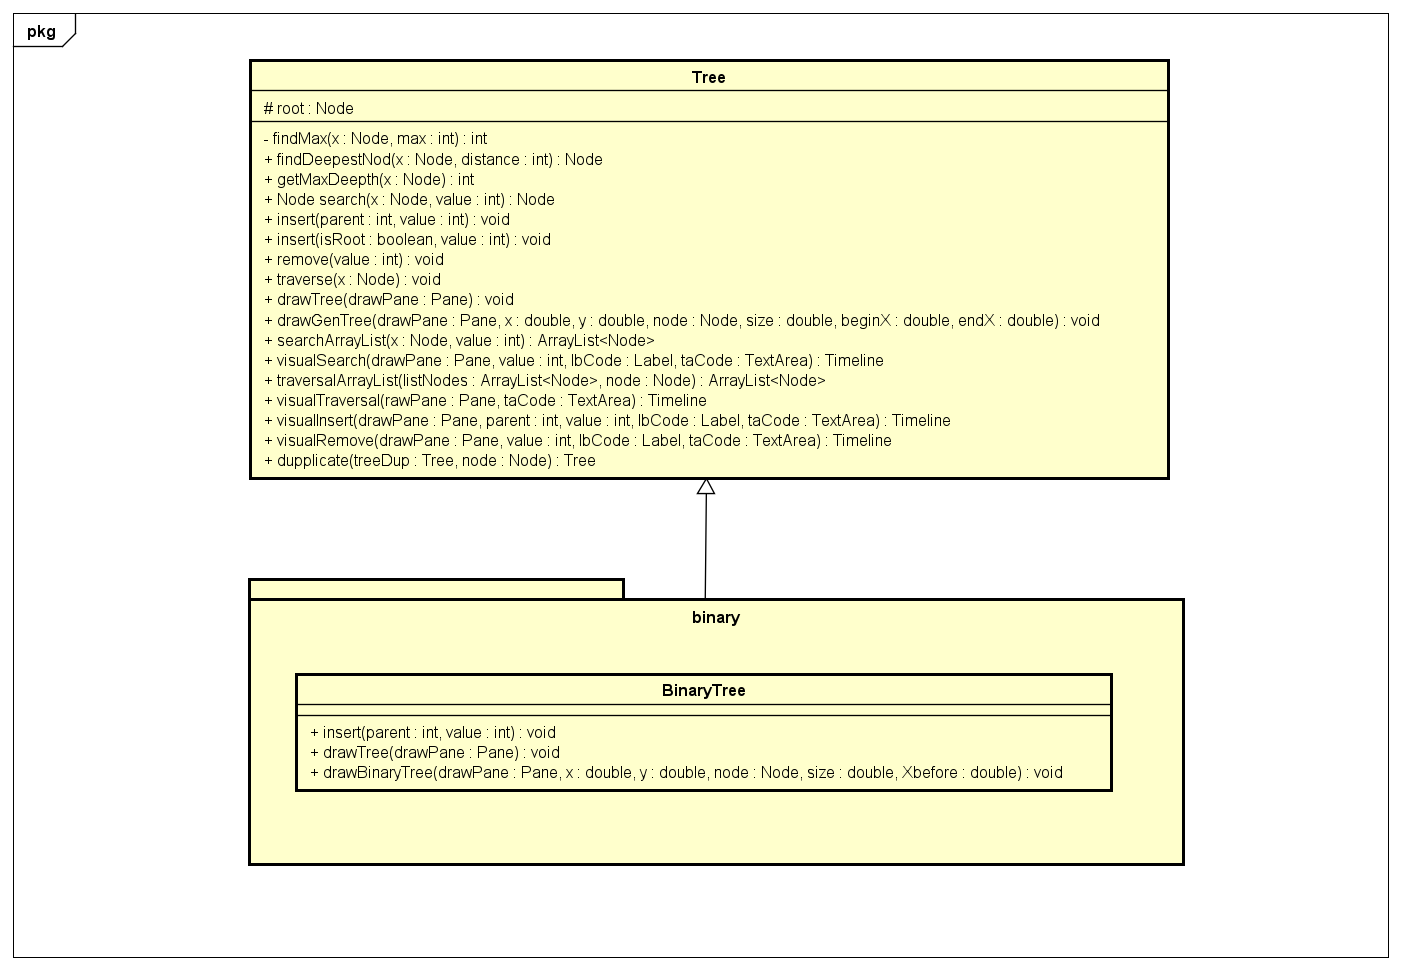 pkg
Tree
# root : Node
- findMax(x : Node, max : int) : int
+ findDeepestNod(x : Node, distance : int) : Node
+ getMaxDeepth(x : Node) : int
+ Node search(x : Node, value : int) : Node
+ insert(parent : int, value : int) : void
+ insert(isRoot : boolean, value : int) : void
+ remove(value : int) : void
+ traverse(x : Node) : void
+ drawTree(drawPane : Pane) : void
+ drawGenTree(drawPane : Pane, x : double, y : double, node : Node, size : double, beginX : double, endX : double) : void
+ searchArrayList(x : Node, value : int) : ArrayList<Node>
+ visualSearch(drawPane : Pane, value : int, lbCode : Label, taCode : TextArea) : Timeline
+ traversalArrayList(listNodes : ArrayList<Node>, node : Node) : ArrayList<Node>
+ visualTraversal(rawPane : Pane, taCode : TextArea) : Timeline
+ visualInsert(drawPane : Pane, parent : int, value : int, lbCode : Label, taCode : TextArea) : Timeline
+ visualRemove(drawPane : Pane, value : int, lbCode : Label, taCode : TextArea) : Timeline
+ dupplicate(treeDup : Tree, node : Node) : Tree
binary
BinaryTree
+ insert(parent : int, value : int) : void
+ drawTree(drawPane : Pane) : void
+ drawBinaryTree(drawPane : Pane, x : double, y : double, node : Node, size : double, Xbefore : double) : void